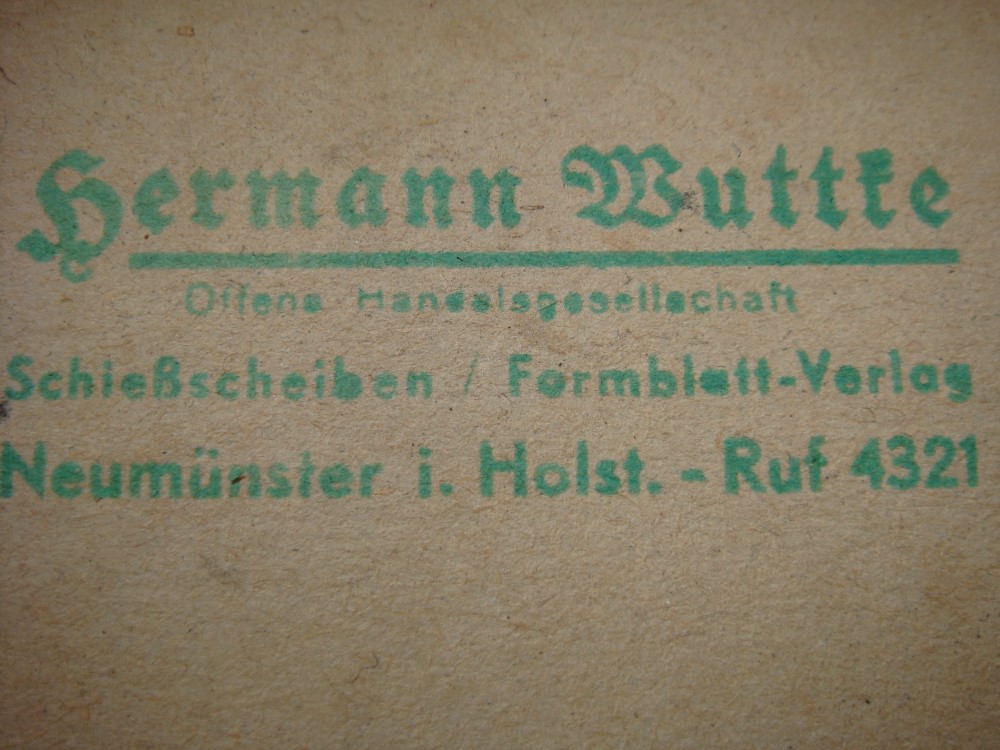 Hermann Wuttke
Offene Handelsgesellschaft
Schießscheiben / Formblatt-Verlag
Neumünster i. Holst. - Ruf 4321